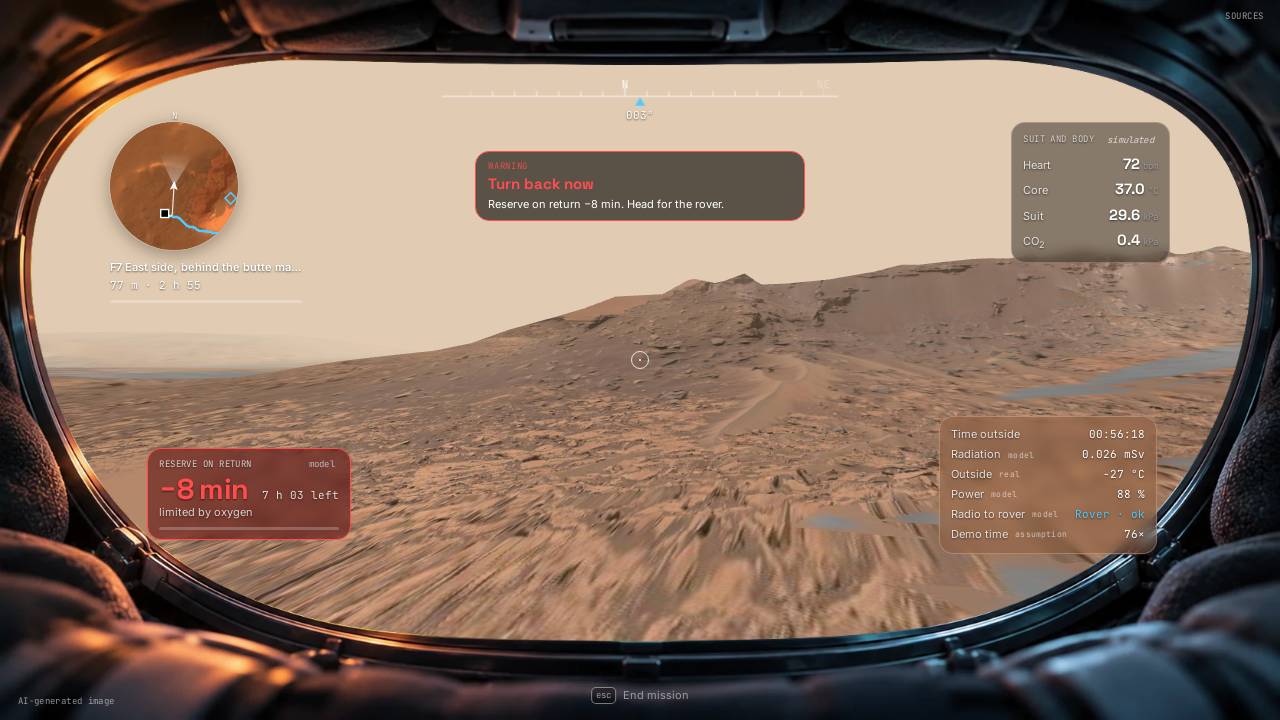 SOURCES
N NE
003°
N
WARNING
Turn back now
Reserve on return −8 min. Head for the rover.
SUIT AND BODY simulated
Heart 72 bpm
Core 37.0 °C
Suit 29.6 kPa
CO2 0.4 kPa
F7 East side, behind the butte ma...
77 m · 2 h 55
RESERVE ON RETURN model
−8 min 7 h 03 left
limited by oxygen
Time outside 00:56:18
Radiation model 0.026 mSv
Outside real -27 °C
Power model 88 %
Radio to rover model Rover · ok
Demo time assumption 76×
esc End mission
AI-generated image